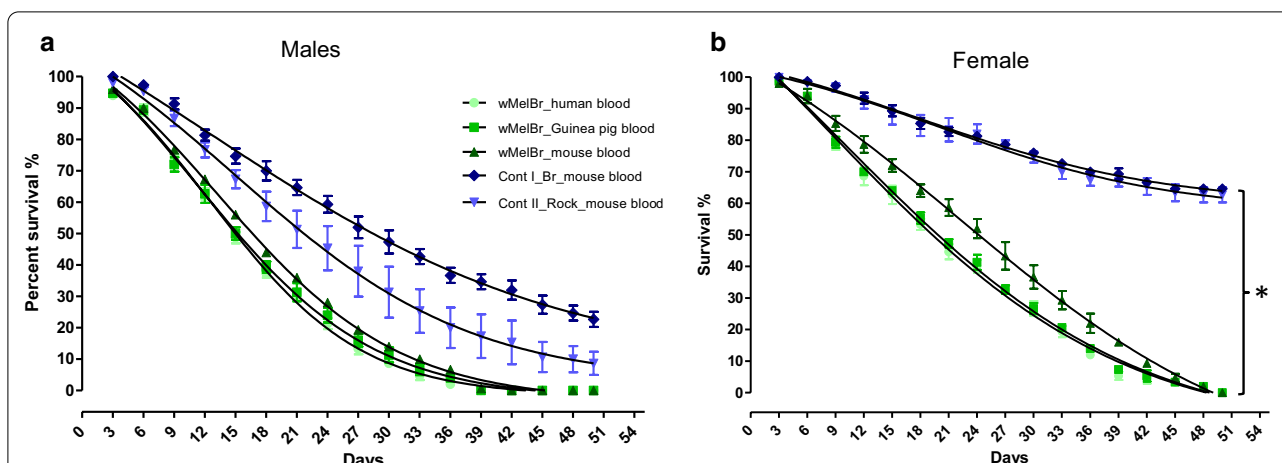 a
Males
Percent survival %
100
90
80
70
60
50
40
30
20
10
0
wMelBr_human blood
wMelBr_Guinea pig blood
wMelBr_mouse blood
Cont I_Br_mouse blood
Cont II_Rock_mouse blood
0 3 6 9 12 15 18 21 24 27 30 33 36 39 42 45 48 51 54
Days
b
Female
Survival %
100
90
80
70
60
50
40
30
20
10
0
*
0 3 6 9 12 15 18 21 24 27 30 33 36 39 42 45 48 51 54
Days